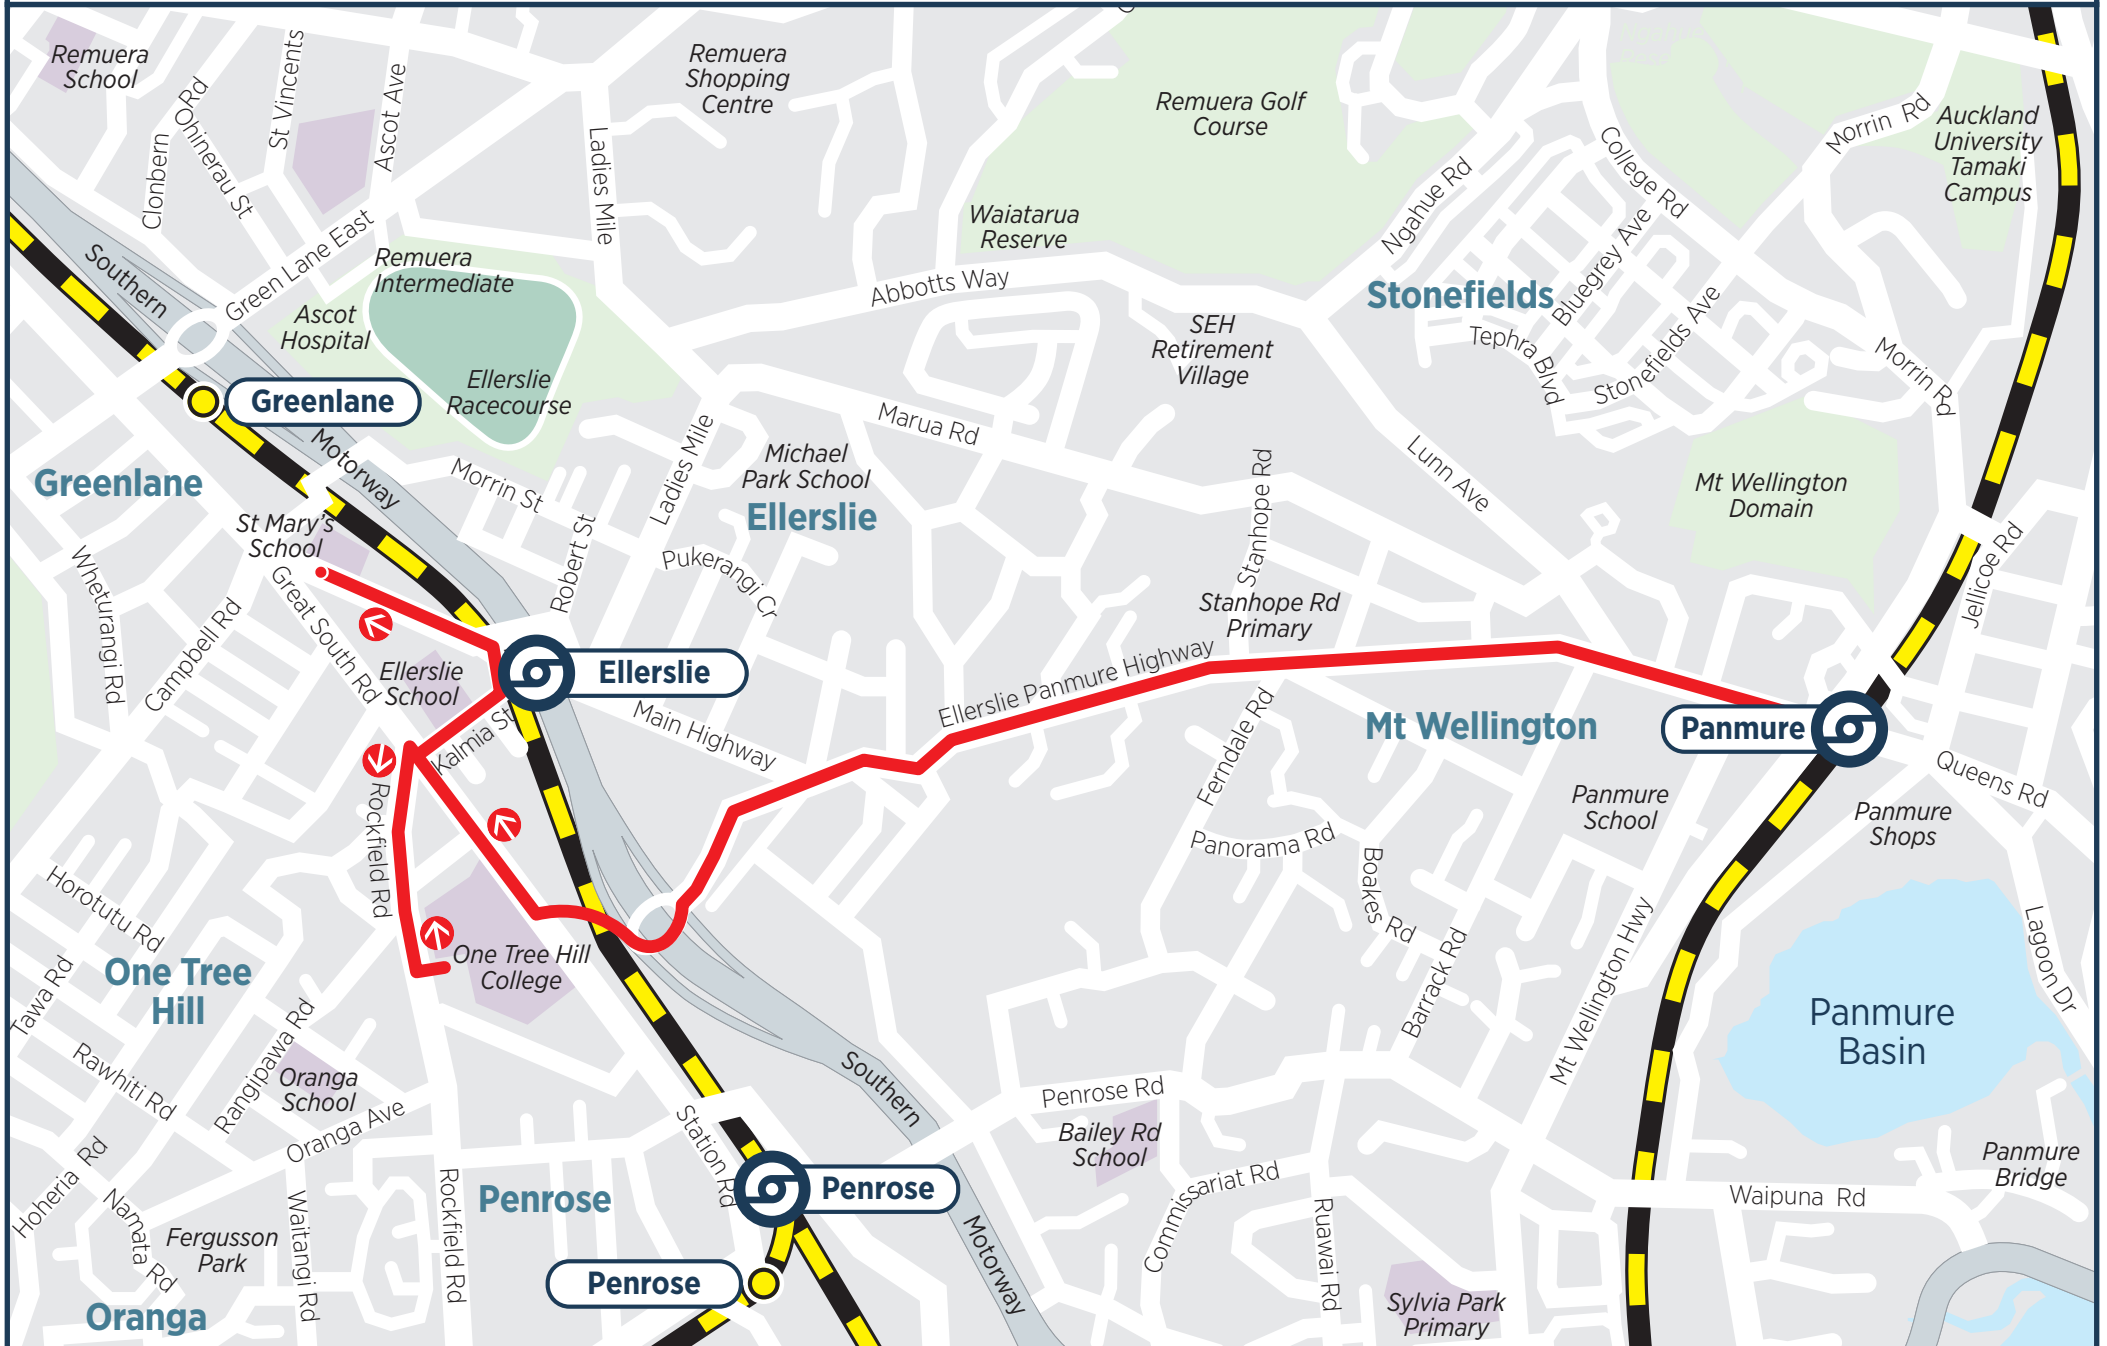 Remuera
School
Clonbern
Rd
Ohinerau St
St Vincents
Ascot Ave
Remuera
Shopping
Centre
Ladies Mile
Remuera Golf
Course
College Rd
Morrin Rd
Auckland
University
Tamaki
Campus
Waiatarua
Reserve
Ngahue Rd
Bluegrey Ave
Southern
Green Lane East
Remuera
Intermediate
Ascot
Hospital
Abbotts Way
Stonefields
SEH
Retirement
Village
Tephra Blvd
Stonefields Ave
Morrin Rd
Greenlane
Ellerslie
Racecourse
Motorway
Greenlane
Morrin St
Ladies Mile
Marua Rd
Michael
Park School
Ellerslie
Stanhope Rd
Lunn Ave
Mt Wellington
Domain
St Mary's
School
Robert St
Pukerangi Cr
Jellicoe Rd
Wheturangi Rd
Great South Rd
Campbell Rd
Stanhope Rd
Primary
Ellerslie
School
Ellerslie
Kalmia St
Main Highway
Ellerslie Panmure Highway
Ferndale Rd
Mt Wellington
Panmure
Queens Rd
Rockfield Rd
Panorama Rd
Panmure
School
Panmure
Shops
Horotutu Rd
Boakes Rd
Barrack Rd
Mt Wellington Hwy
Lagoon Dr
One Tree
Hill
One Tree Hill
College
Tawa Rd
Panmure
Basin
Rawhiti Rd
Rangipawa Rd
Oranga
School
Oranga Ave
Southern
Station Rd
Penrose Rd
Bailey Rd
School
Hoheria Rd
Namata Rd
Fergusson
Park
Waitangi Rd
Rockfield Rd
Penrose
Penrose
Penrose
Commissariat Rd
Ruawai Rd
Waipuna Rd
Panmure
Bridge
Motorway
Oranga
Sylvia Park
Primary